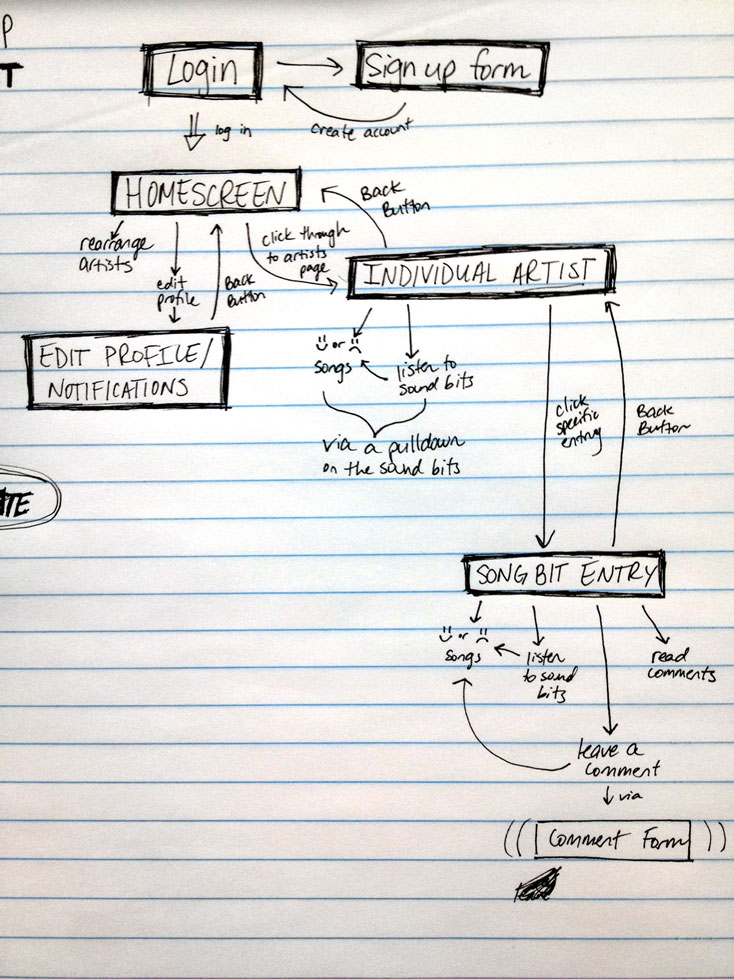 P
T
Login
Sign up form
log in
create account
HOMESCREEN
Back
Button
rearrange
artists
edit
profile
Back
Button
click through
to artists
page
INDIVIDUAL ARTIST
EDIT PROFILE/
NOTIFICATIONS
or
songs
listen to
sound bits
via a pulldown
on the sound bits
click
specific
entry
Back
Button
SONG BIT ENTRY
or
songs
listen
to sound
bits
read
comments
leave a
comment
via
(( Comment Form ))